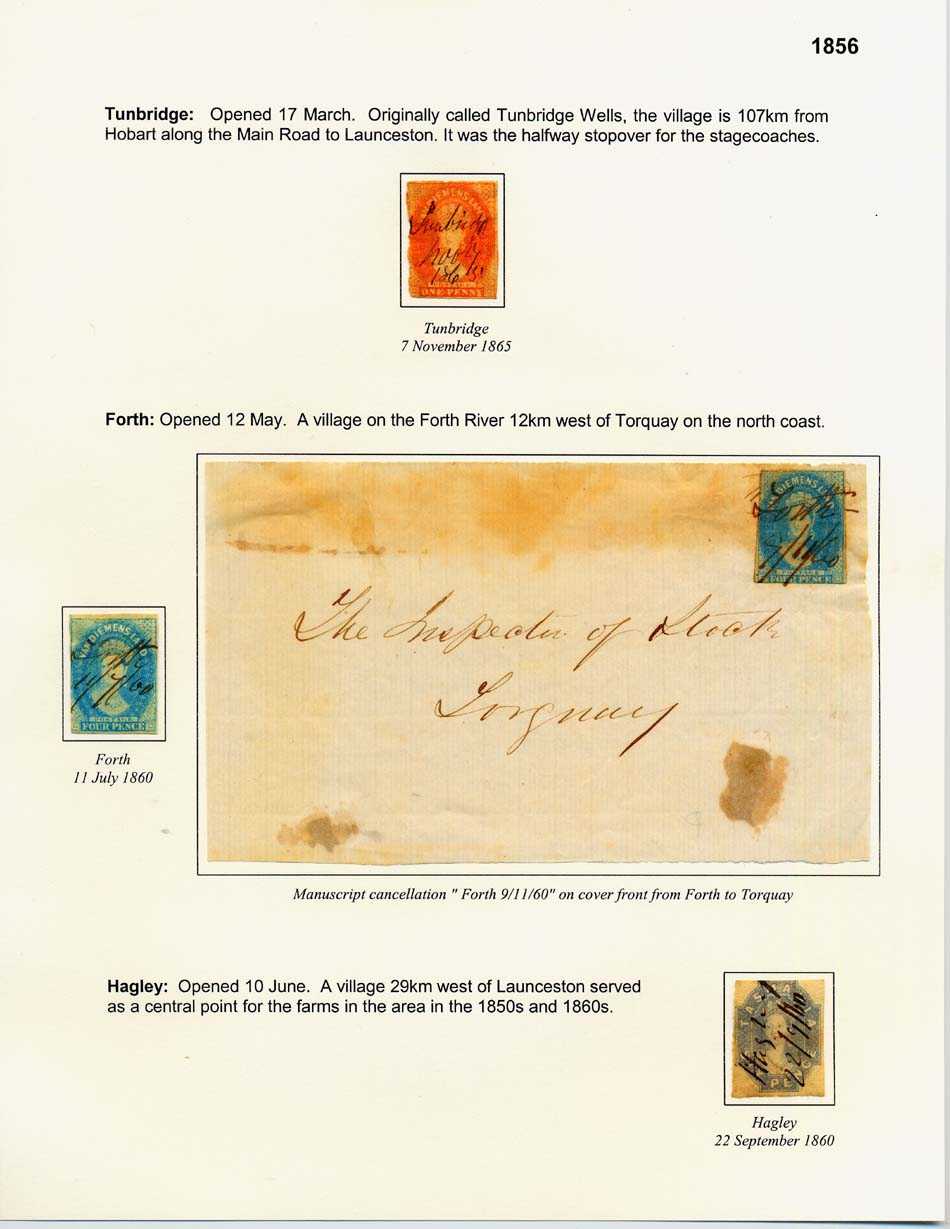 1856
Tunbridge: Opened 17 March. Originally called Tunbridge Wells, the village is 107km from
Hobart along the Main Road to Launceston. It was the halfway stopover for the stagecoaches.
VAN DIEMENS LAND
Tunbridge
Nov 7
1865
POSTAGE
ONE PENNY
Tunbridge
7 November 1865
Forth: Opened 12 May. A village on the Forth River 12km west of Torquay on the north coast.
VAN DIEMENS LAND
Forth
9/11/60
POSTAGE
FOUR PENCE
The Inspector of Stock
Torquay
VAN DIEMENS LAND
11/7/60
POSTAGE
FOUR PENCE
Forth
11 July 1860
Manuscript cancellation " Forth 9/11/60" on cover front from Forth to Torquay
Hagley: Opened 10 June. A village 29km west of Launceston served
as a central point for the farms in the area in the 1850s and 1860s.
Hagley
22/9/60
Hagley
22 September 1860